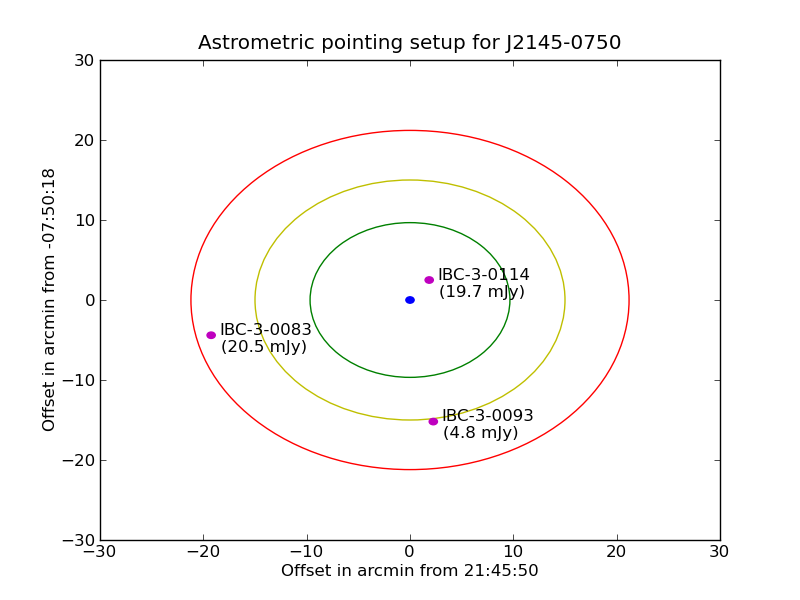 Astrometric pointing setup for J2145-0750
30
20
10
0
−10
−20
−30
Offset in arcmin from -07:50:18
IBC-3-0114
(19.7 mJy)
IBC-3-0083
(20.5 mJy)
IBC-3-0093
(4.8 mJy)
−30 −20 −10 0 10 20 30
Offset in arcmin from 21:45:50